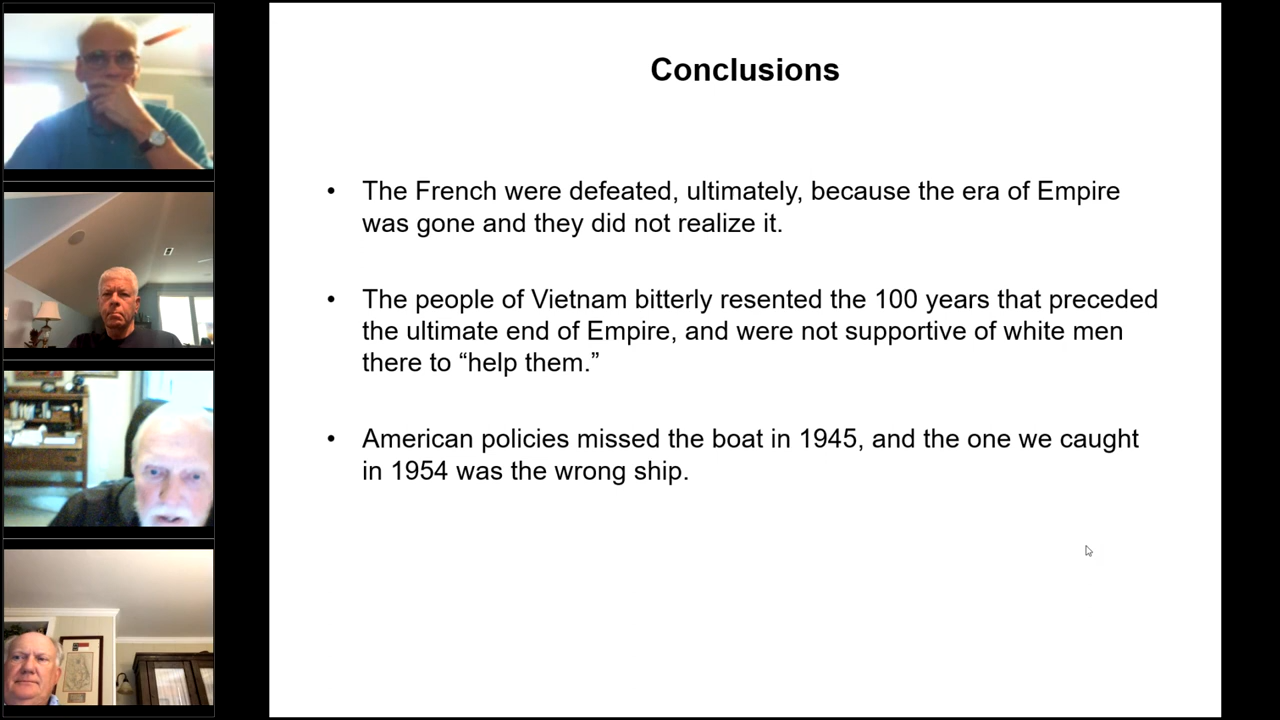 Conclusions
• The French were defeated, ultimately, because the era of Empire
was gone and they did not realize it.
• The people of Vietnam bitterly resented the 100 years that preceded
the ultimate end of Empire, and were not supportive of white men
there to “help them.”
• American policies missed the boat in 1945, and the one we caught
in 1954 was the wrong ship.